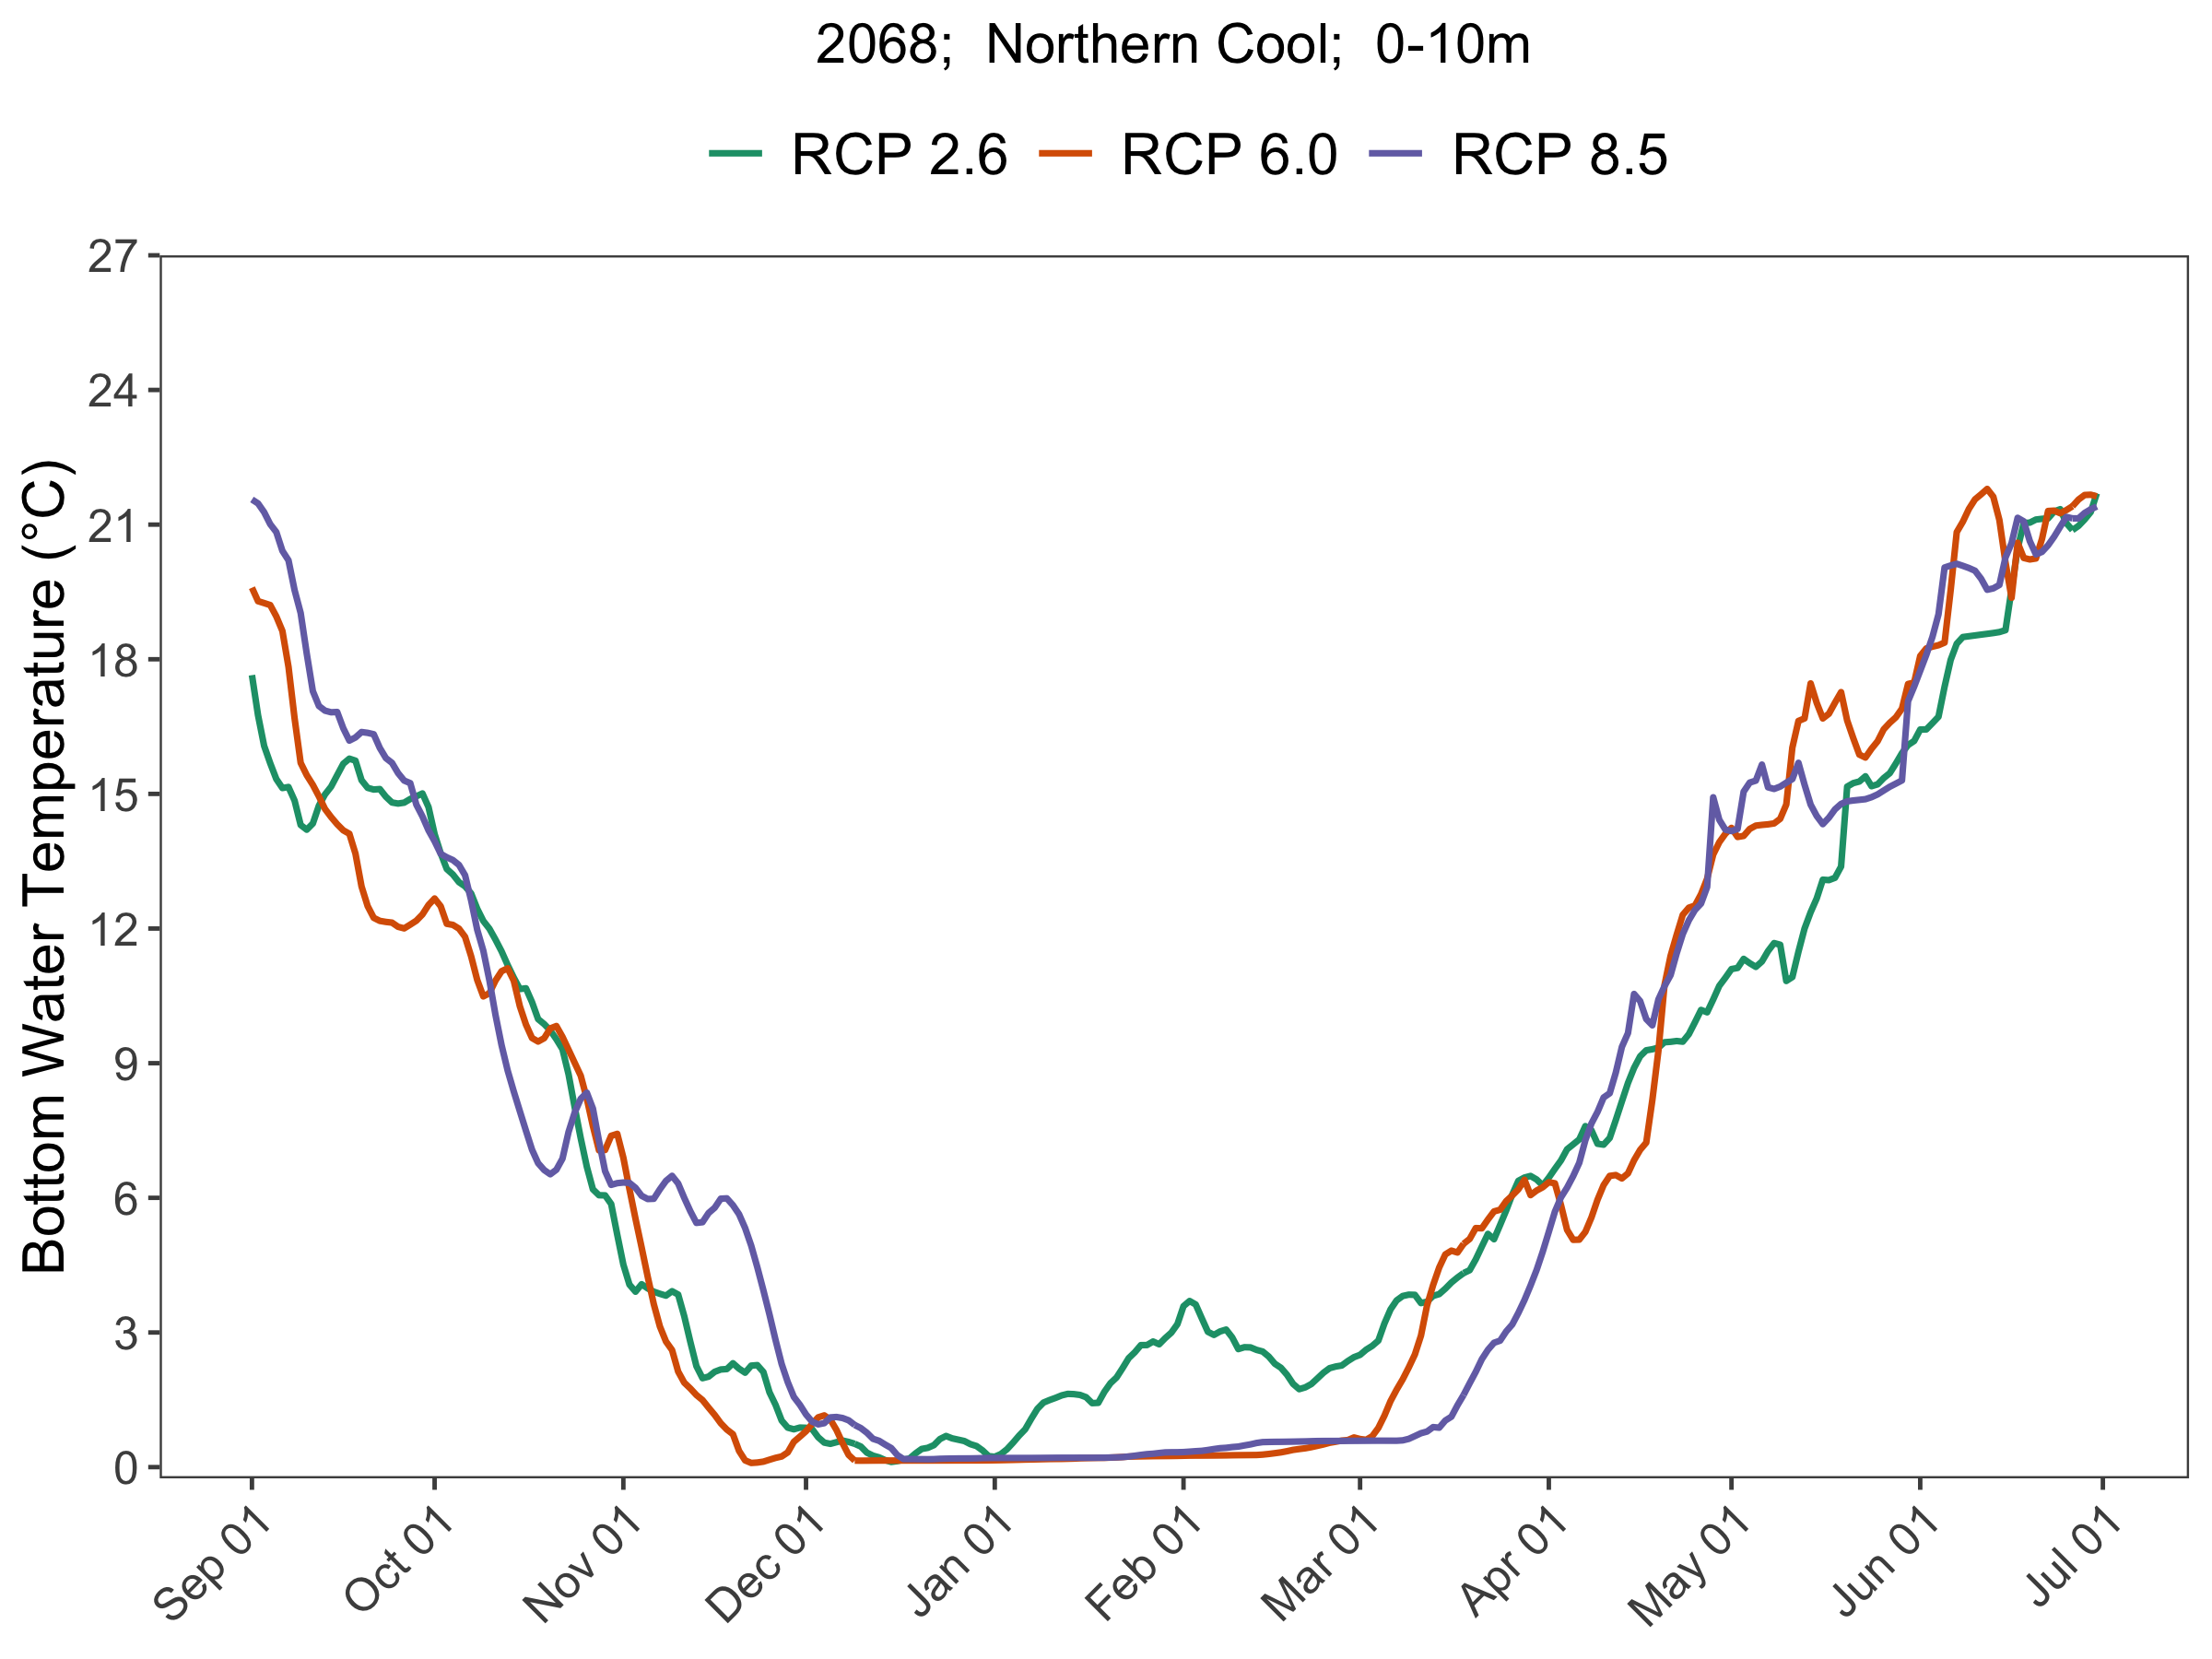 2068;  Northern Cool;  0-10m
RCP 2.6 RCP 6.0 RCP 8.5
Bottom Water Temperature (°C)
27
24
21
18
15
12
9
6
3
0
Sep 01 Oct 01 Nov 01 Dec 01 Jan 01 Feb 01 Mar 01 Apr 01 May 01 Jun 01 Jul 01